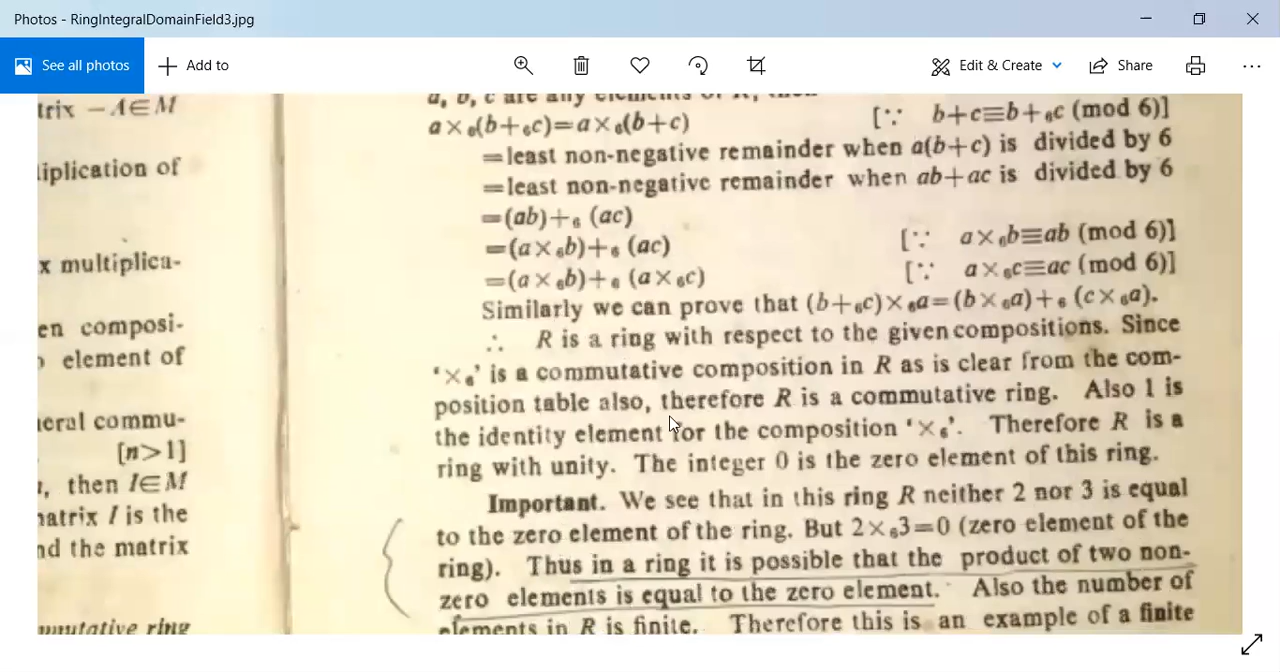 Photos - RingIntegralDomainField3.jpg
See all photos
Add to
Edit & Create
Share
trix −A∈M
iplication of
x multiplica-
en composi-
element of
eral commu-
[n>1]
, then I∈M
atrix I is the
nd the matrix
mutative ring
a, b, c are any elements of R, then
a×₆(b+₆c)=a×₆(b+c) [∵ b+c≡b+₆c (mod 6)]
=least non-negative remainder when a(b+c) is divided by 6
=least non-negative remainder when ab+ac is divided by 6
=(ab)+₆ (ac)
=(a×₆b)+₆ (ac) [∵ a×₆b≡ab (mod 6)]
=(a×₆b)+₆ (a×₆c) [∵ a×₆c≡ac (mod 6)]
Similarly we can prove that (b+₆c)×₆a=(b×₆a)+₆ (c×₆a).
∴ R is a ring with respect to the given compositions. Since
‘×₆’ is a commutative composition in R as is clear from the com-
position table also, therefore R is a commutative ring. Also 1 is
the identity element for the composition ‘×₆’. Therefore R is a
ring with unity. The integer 0 is the zero element of this ring.
Important. We see that in this ring R neither 2 nor 3 is equal
to the zero element of the ring. But 2×₆3=0 (zero element of the
ring). Thus in a ring it is possible that the product of two non-
zero elements is equal to the zero element. Also the number of
elements in R is finite. Therefore this is an example of a finite